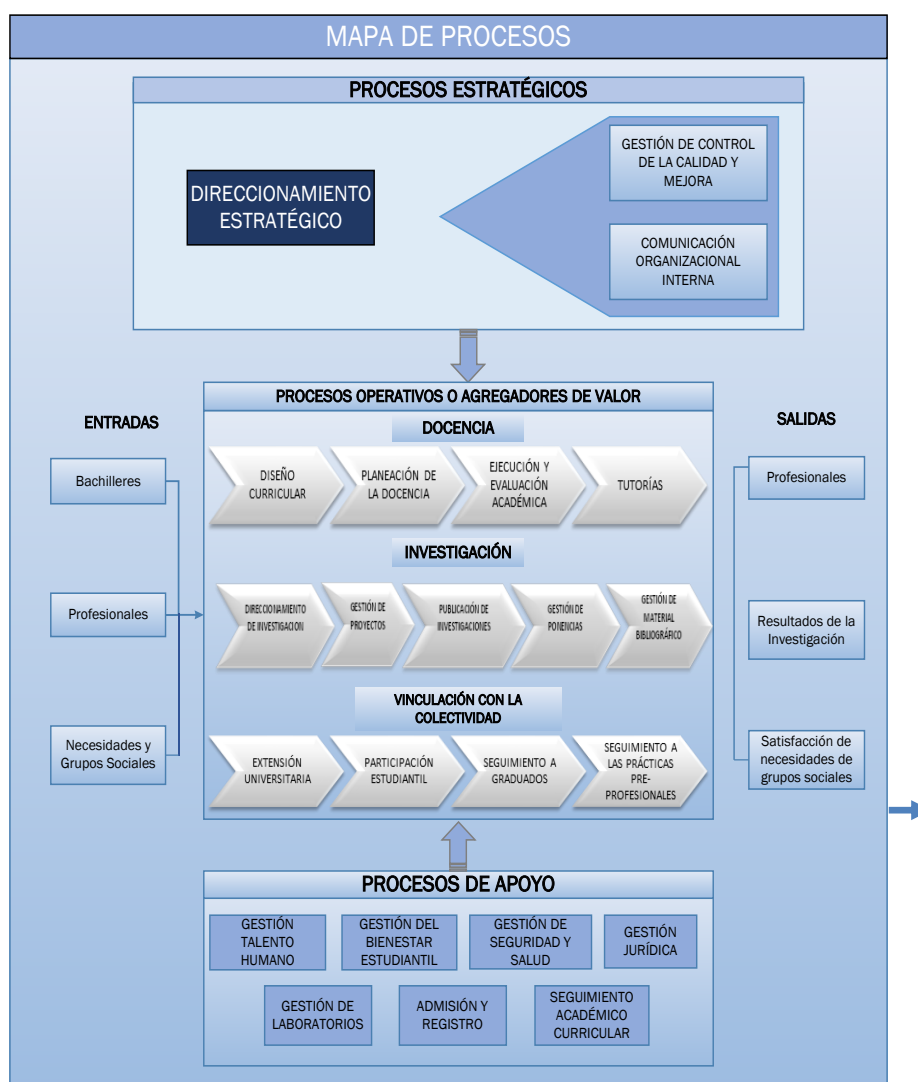 MAPA DE PROCESOS
PROCESOS ESTRATÉGICOS
DIRECCIONAMIENTO
ESTRATÉGICO
GESTIÓN DE CONTROL
DE LA CALIDAD Y
MEJORA
COMUNICACIÓN
ORGANIZACIONAL
INTERNA
ENTRADAS
Bachilleres
Profesionales
Necesidades y
Grupos Sociales
PROCESOS OPERATIVOS O AGREGADORES DE VALOR
DOCENCIA
DISEÑO
CURRICULAR
PLANEACIÓN DE
LA DOCENCIA
EJECUCIÓN Y
EVALUACIÓN
ACADÉMICA
TUTORÍAS
INVESTIGACIÓN
DIRECCIONAMIENTO
DE INVESTIGACION
GESTIÓN DE
PROYECTOS
PUBLICACIÓN DE
INVESTIGACIONES
GESTIÓN DE
PONENCIAS
GESTIÓN DE
MATERIAL
BIBLIOGRÁFICO
VINCULACIÓN CON LA
COLECTIVIDAD
EXTENSIÓN
UNIVERSITARIA
PARTICIPACIÓN
ESTUDIANTIL
SEGUIMIENTO A
GRADUADOS
SEGUIMIENTO A
LAS PRÁCTICAS
PRE-
PROFESIONALES
SALIDAS
Profesionales
Resultados de la
Investigación
Satisfacción de
necesidades de
grupos sociales
PROCESOS DE APOYO
GESTIÓN
TALENTO
HUMANO
GESTIÓN DEL
BIENESTAR
ESTUDIANTIL
GESTIÓN DE
SEGURIDAD Y
SALUD
GESTIÓN
JURÍDICA
GESTIÓN DE
LABORATORIOS
ADMISIÓN Y
REGISTRO
SEGUIMIENTO
ACADÉMICO
CURRICULAR